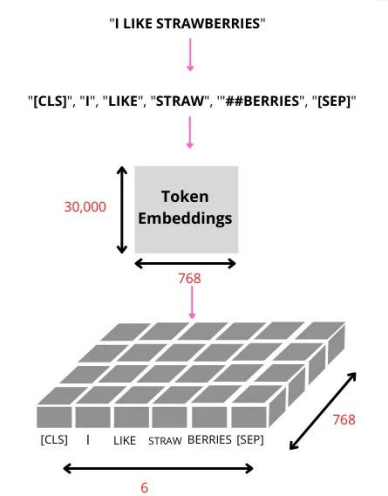 "I LIKE STRAWBERRIES"
"[CLS]", "I", "LIKE", "STRAW", '"##BERRIES", "[SEP]"
30,000
Token
Embeddings
768
[CLS] I LIKE STRAW BERRIES [SEP]
768
6